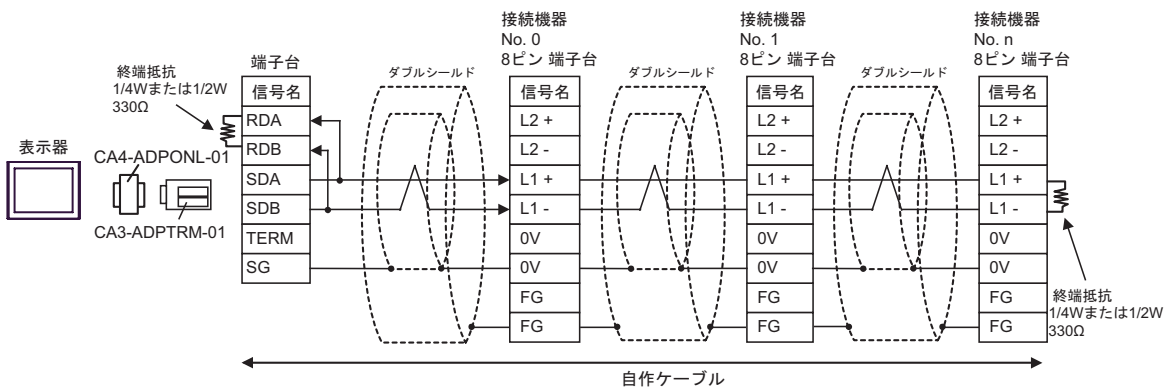 表示器
CA4-ADPONL-01
CA3-ADPTRM-01
終端抵抗
1/4Wまたは1/2W
330Ω
端子台
信号名
RDA
RDB
SDA
SDB
TERM
SG
ダブルシールド
接続機器
No. 0
8ピン 端子台
信号名
L2 +
L2 -
L1 +
L1 -
0V
0V
FG
FG
ダブルシールド
接続機器
No. 1
8ピン 端子台
信号名
L2 +
L2 -
L1 +
L1 -
0V
0V
FG
FG
ダブルシールド
接続機器
No. n
8ピン 端子台
信号名
L2 +
L2 -
L1 +
L1 -
0V
0V
FG
FG
終端抵抗
1/4Wまたは1/2W
330Ω
自作ケーブル